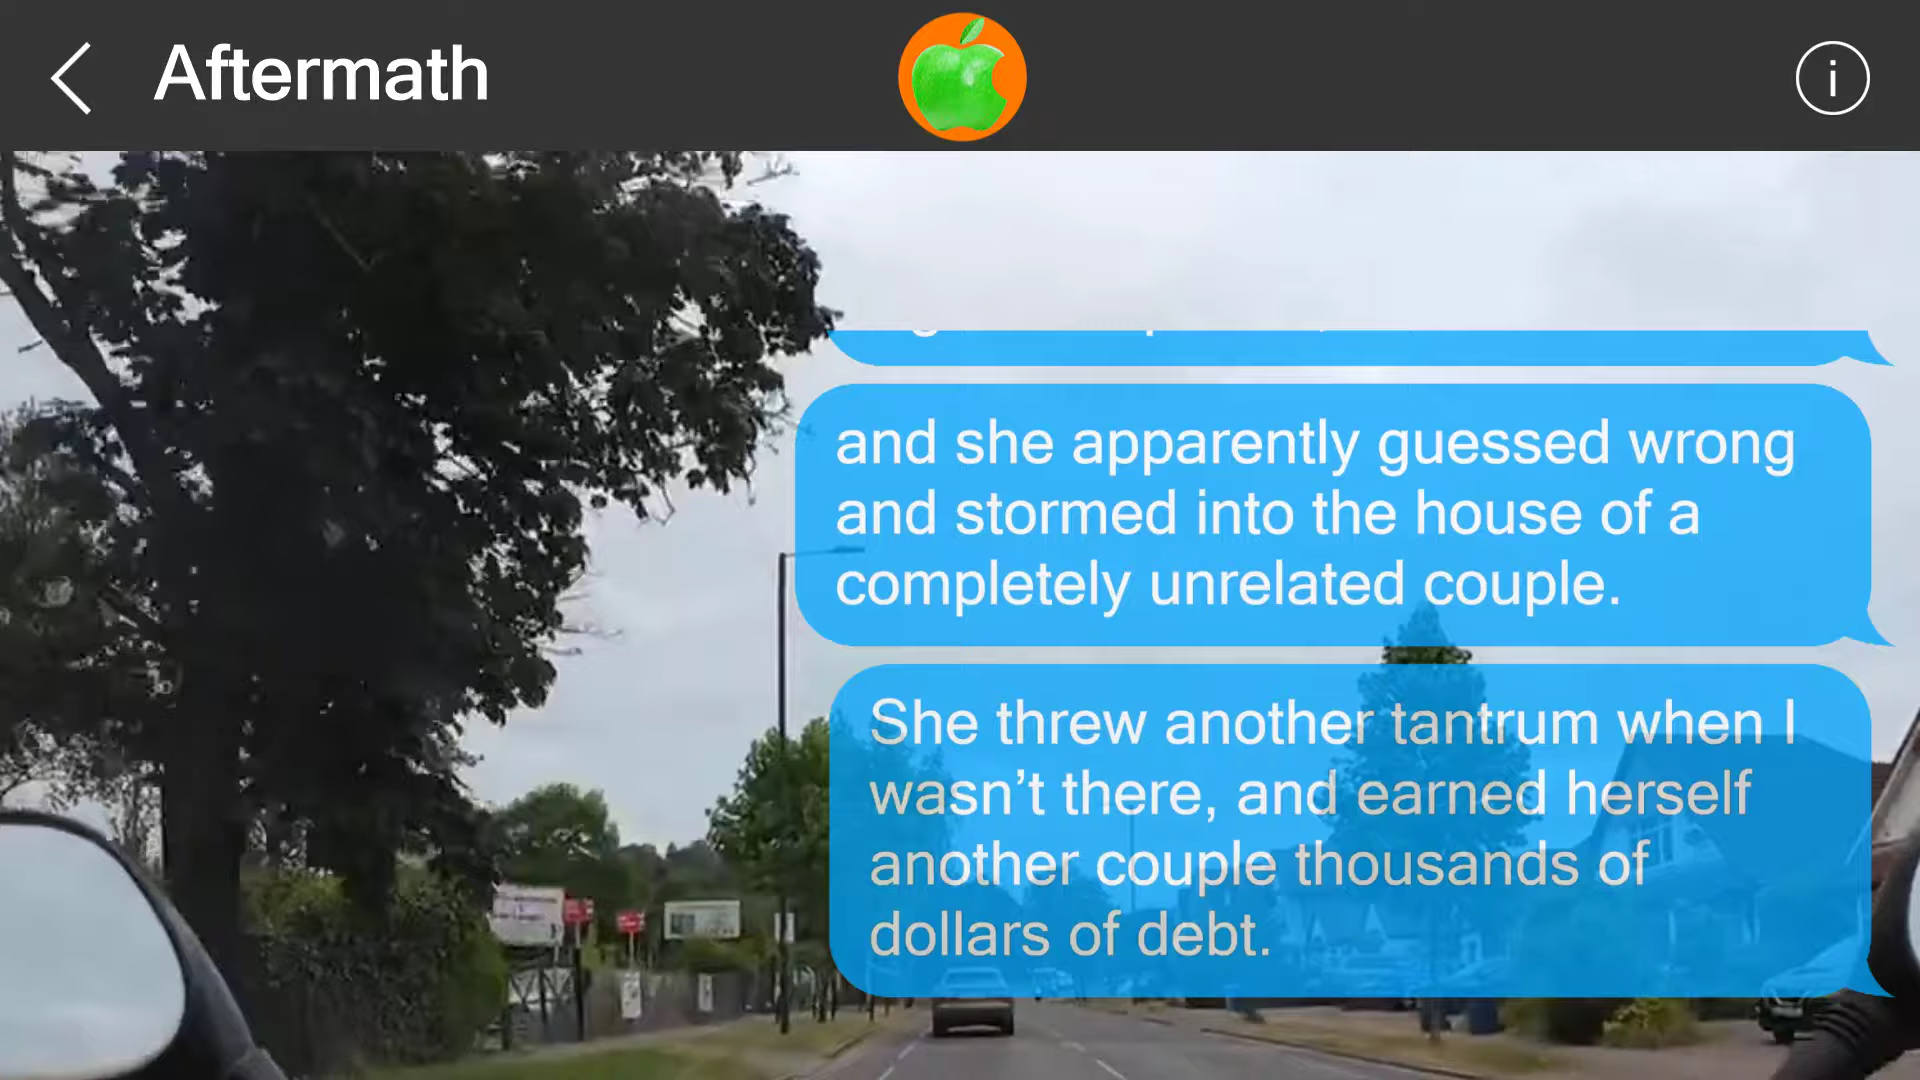 Aftermath
i
and she apparently guessed wrong
and stormed into the house of a
completely unrelated couple.
She threw another tantrum when I
wasn’t there, and earned herself
another couple thousands of
dollars of debt.